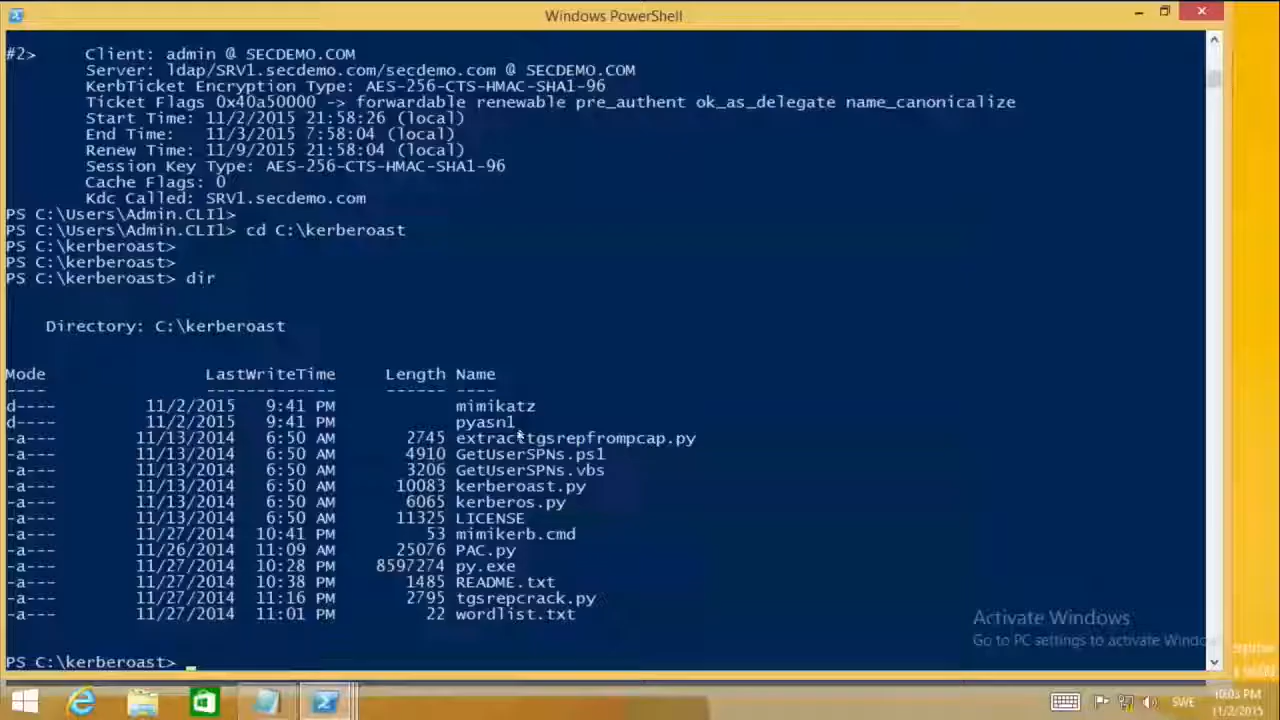 Windows PowerShell
#2> Client: admin @ SECDEMO.COM
Server: ldap/SRV1.secdemo.com/secdemo.com @ SECDEMO.COM
KerbTicket Encryption Type: AES-256-CTS-HMAC-SHA1-96
Ticket Flags 0x40a50000 -> forwardable renewable pre_authent ok_as_delegate name_canonicalize
Start Time: 11/2/2015 21:58:26 (local)
End Time: 11/3/2015 7:58:04 (local)
Renew Time: 11/9/2015 21:58:04 (local)
Session Key Type: AES-256-CTS-HMAC-SHA1-96
Cache Flags: 0
Kdc Called: SRV1.secdemo.com
PS C:\Users\Admin.CLI1>
PS C:\Users\Admin.CLI1> cd C:\kerberoast
PS C:\kerberoast>
PS C:\kerberoast>
PS C:\kerberoast> dir
Directory: C:\kerberoast
Mode LastWriteTime Length Name
---- ------------- ------ ----
d---- 11/2/2015 9:41 PM mimikatz
d---- 11/2/2015 9:41 PM pyasn1
-a--- 11/13/2014 6:50 AM 2745 extracttgsrepfrompcap.py
-a--- 11/13/2014 6:50 AM 4910 GetUserSPNs.ps1
-a--- 11/13/2014 6:50 AM 3206 GetUserSPNs.vbs
-a--- 11/13/2014 6:50 AM 10083 kerberoast.py
-a--- 11/13/2014 6:50 AM 6065 kerberos.py
-a--- 11/13/2014 6:50 AM 11325 LICENSE
-a--- 11/27/2014 10:41 PM 53 mimikerb.cmd
-a--- 11/26/2014 11:09 AM 25076 PAC.py
-a--- 11/27/2014 10:28 PM 8597274 py.exe
-a--- 11/27/2014 10:38 PM 1485 README.txt
-a--- 11/27/2014 11:16 PM 2795 tgsrepcrack.py
-a--- 11/27/2014 11:01 PM 22 wordlist.txt
PS C:\kerberoast>
Activate Windows
Go to PC settings to activate Windo
SWE
10:03 PM
11/2/2015